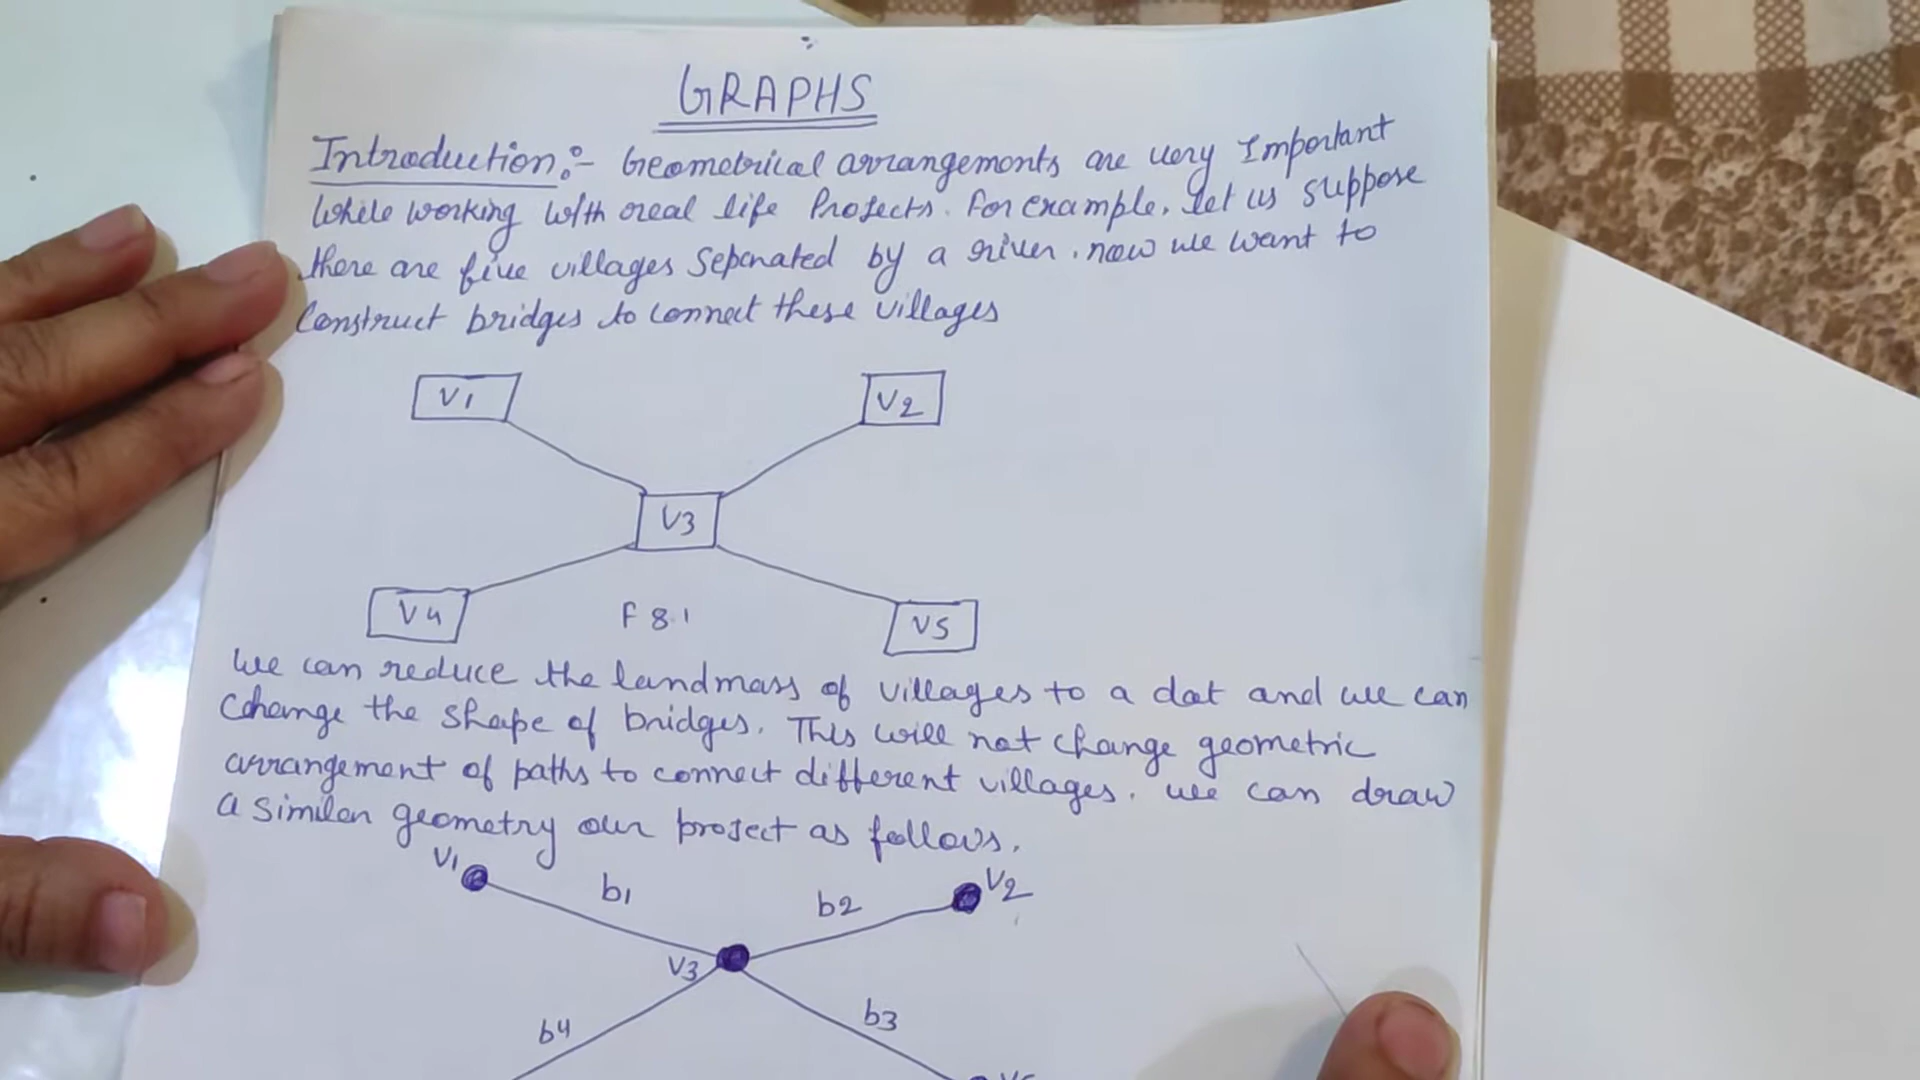 GRAPHS
Introduction:- Geometrical arrangements are very Important
while working with real life Projects. For example, let us suppose
there are five villages Seperated by a river. now we want to
Construct bridges to connect these villages
V1
V2
V3
V4
F 8.1
V5
We can reduce the landmass of villages to a dot and we can
change the shape of bridges. This will not change geometric
arrangement of paths to connect different villages. we can draw
a similar geometry our project as follows.
V1
b1
b2
V2
V3
b4
b3